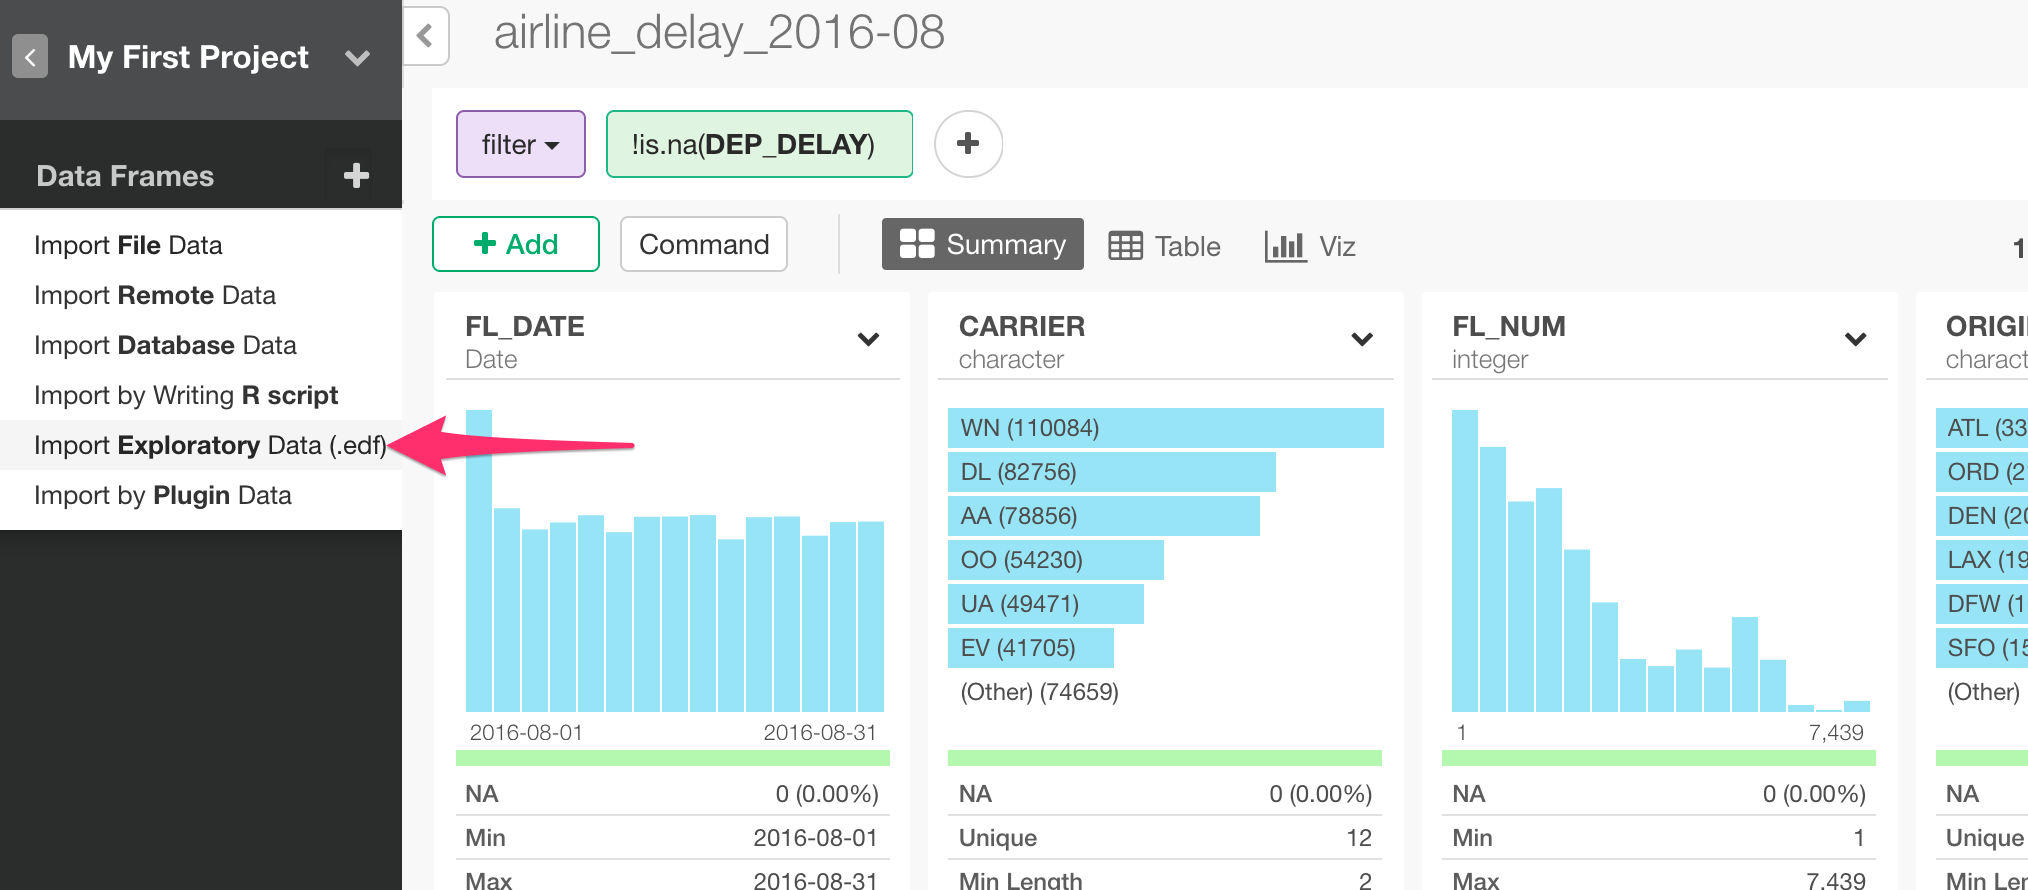 My First Project
Data Frames
Import File Data
Import Remote Data
Import Database Data
Import by Writing R script
Import Exploratory Data (.edf)
Import by Plugin Data
airline_delay_2016-08
filter
!is.na(DEP_DELAY)
Add
Command
Summary
Table
Viz
1
FL_DATE
Date
2016-08-01
2016-08-31
NA 0 (0.00%)
Min 2016-08-01
Max 2016-08-31
CARRIER
character
WN (110084)
DL (82756)
AA (78856)
OO (54230)
UA (49471)
EV (41705)
(Other) (74659)
NA 0 (0.00%)
Unique 12
Min Length 2
FL_NUM
integer
1
7,439
NA 0 (0.00%)
Min 1
Max 7,439
ORIGI
charact
ATL (33
ORD (2
DEN (20
LAX (19
DFW (1
SFO (15
(Other)
NA
Unique
Min Len